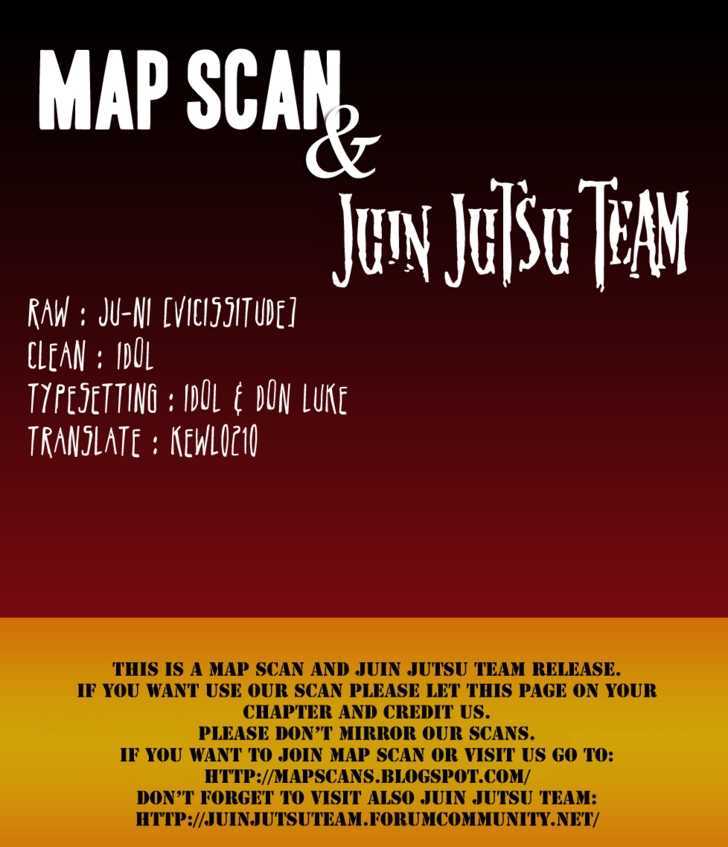 MAP SCAN
&
JUIN JUTSU TEAM
RAW : JU-NI [VICISSITUDE]
CLEAN : IDOL
TYPESETTING : IDOL & DON LUKE
TRANSLATE : KEWL0210
THIS IS A MAP SCAN AND JUIN JUTSU TEAM RELEASE.
IF YOU WANT USE OUR SCAN PLEASE LET THIS PAGE ON YOUR
CHAPTER AND CREDIT US.
PLEASE DON'T MIRROR OUR SCANS.
IF YOU WANT TO JOIN MAP SCAN OR VISIT US GO TO:
HTTP://MAPSCANS.BLOGSPOT.COM/
DON'T FORGET TO VISIT ALSO JUIN JUTSU TEAM:
HTTP://JUINJUTSUTEAM.FORUMCOMMUNITY.NET/